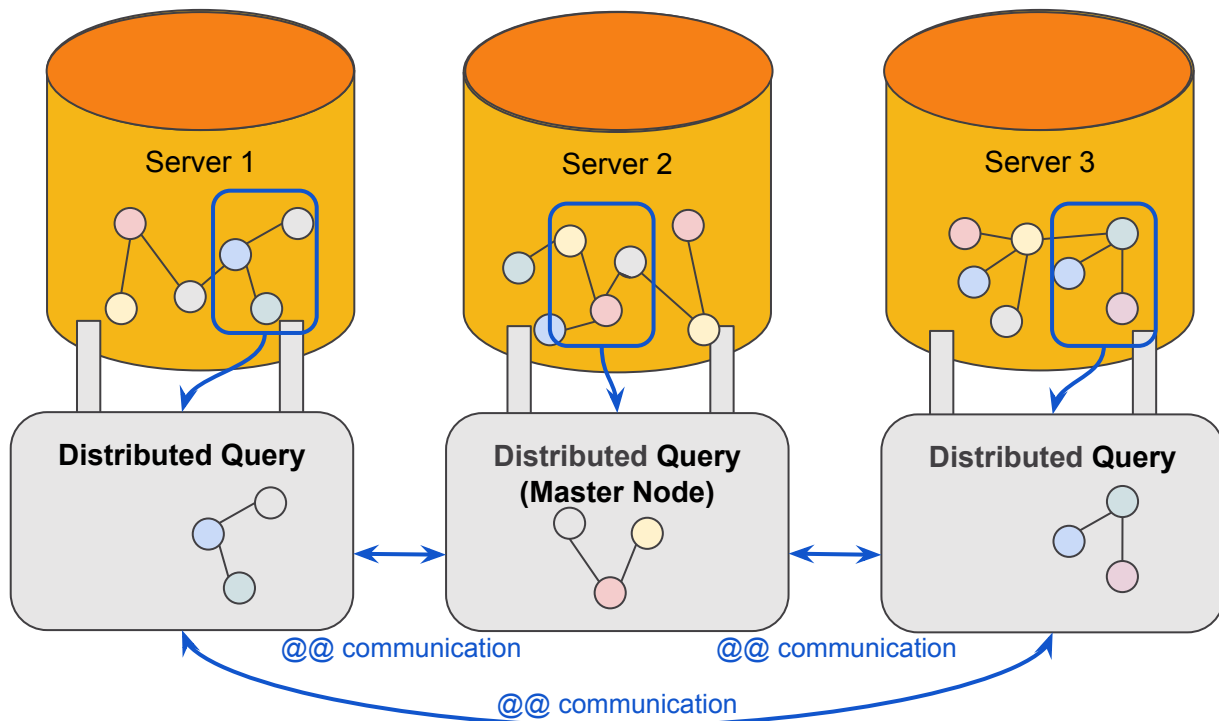 Server 1
Server 2
Server 3
Distributed Query
Distributed Query
(Master Node)
Distributed Query
@@ communication
@@ communication
@@ communication